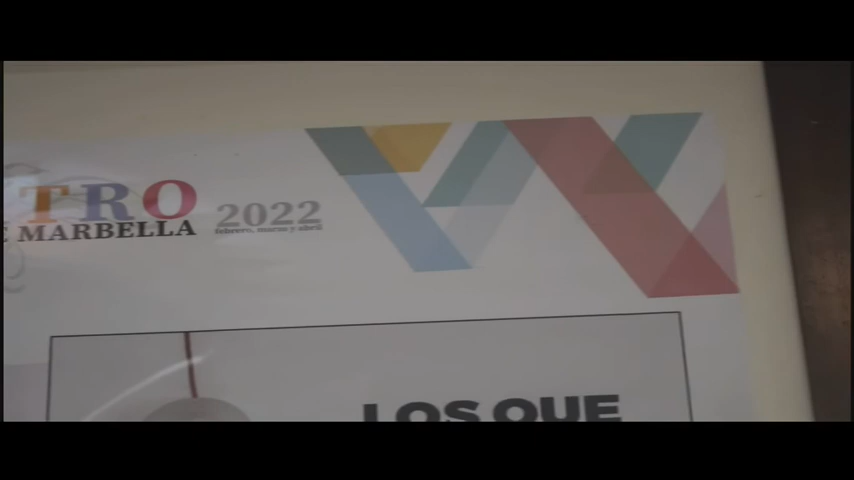 TRO
2022
E MARBELLA
febrero, marzo y abril
LOS QUE